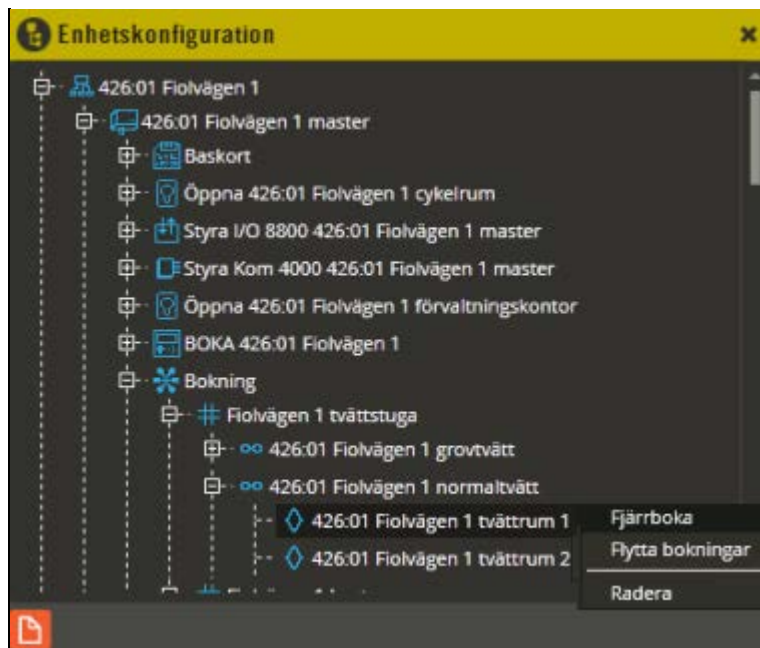 Enhetskonfiguration
426:01 Fiolvägen 1
426:01 Fiolvägen 1 master
Baskort
Öppna 426:01 Fiolvägen 1 cykelrum
Styra I/O 8800 426:01 Fiolvägen 1 master
Styra Kom 4000 426:01 Fiolvägen 1 master
Öppna 426:01 Fiolvägen 1 förvaltningskontor
BOKA 426:01 Fiolvägen 1
Bokning
Fiolvägen 1 tvättstuga
426:01 Fiolvägen 1 grovtvätt
426:01 Fiolvägen 1 normaltvätt
426:01 Fiolvägen 1 tvättrum 1
Fjärrboka
Flytta bokningar
426:01 Fiolvägen 1 tvättrum 2
Radera